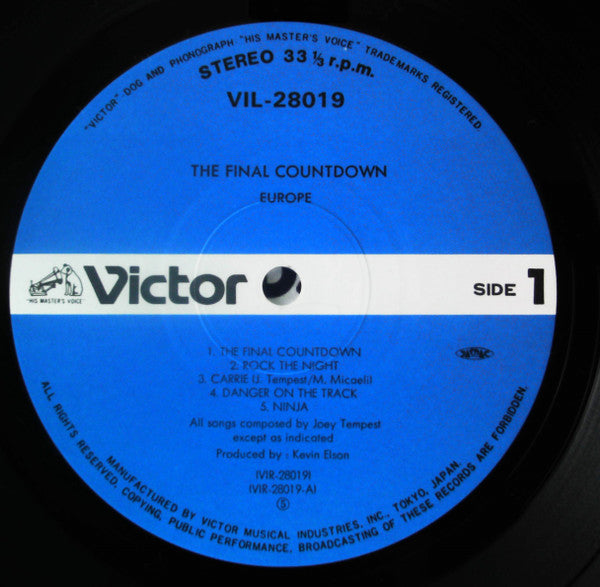 "VICTOR" DOG AND PHONOGRAPH "HIS MASTER'S VOICE" TRADEMARKS REGISTERED.
STEREO 33 1/3 r.p.m.
VIL-28019
THE FINAL COUNTDOWN
EUROPE
"HIS MASTER'S VOICE"
Victor
SIDE 1
1. THE FINAL COUNTDOWN
2. ROCK THE NIGHT
3. CARRIE (J. Tempest/M. Micaeli)
4. DANGER ON THE TRACK
5. NINJA
JASRAC
All songs composed by Joey Tempest
except as indicated
Produced by : Kevin Elson
(VIR-28019)
(VIR-28019-A)
⑤
ALL RIGHTS RESERVED, COPYING, PUBLIC PERFORMANCE, BROADCASTING OF THESE RECORDS ARE FORBIDDEN.
MANUFACTURED BY VICTOR MUSICAL INDUSTRIES, INC., TOKYO, JAPAN.